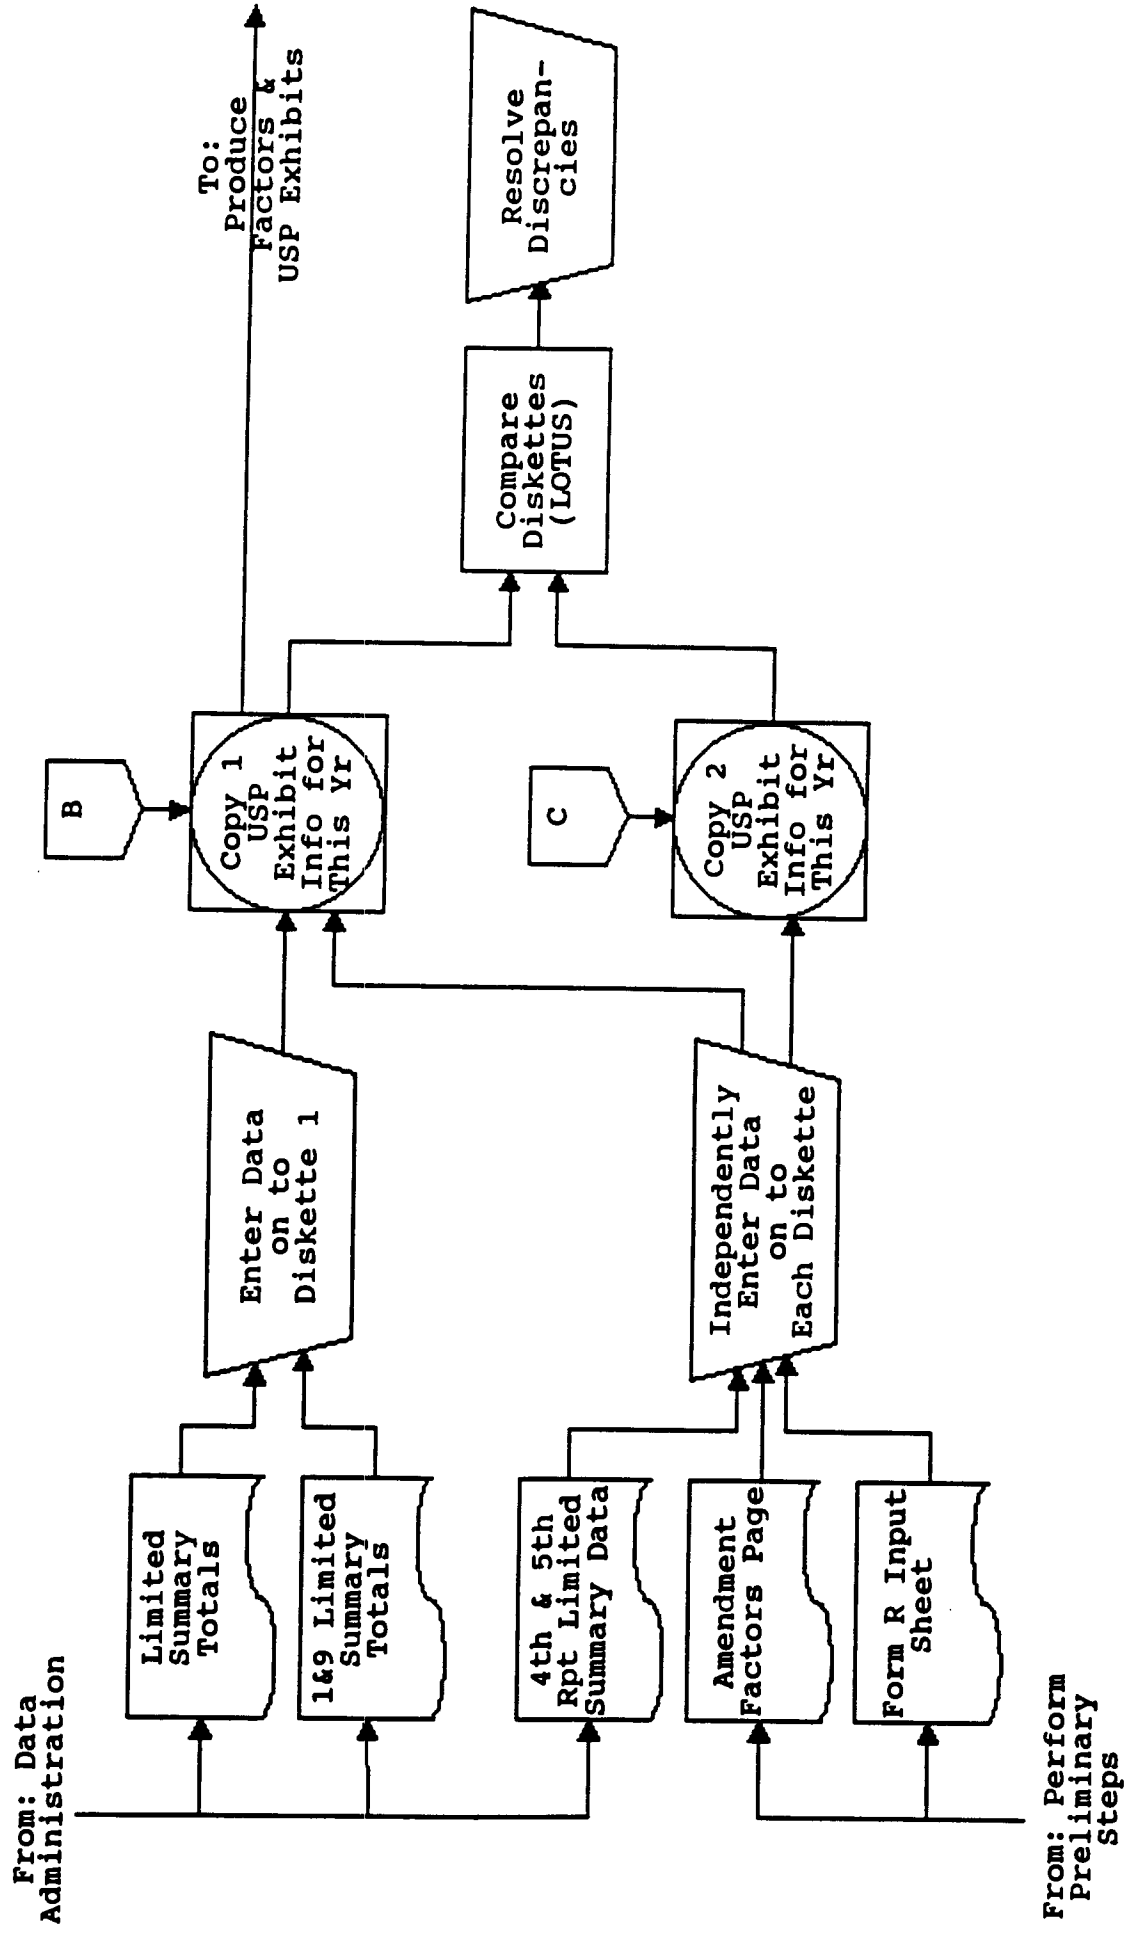 From: Data
Administration
Limited
Summary
Totals
1&9 Limited
Summary
Totals
4th & 5th
Rpt Limited
Summary Data
Amendment
Factors Page
Form R Input
Sheet
From: Perform
Preliminary
Steps
Enter Data
on to
Diskette 1
Independently
Enter Data
on to
Each Diskette
B
Copy 1
USP
Exhibit
Info for
This Yr
C
Copy 2
USP
Exhibit
Info for
This Yr
Compare
Diskettes
(LOTUS)
Resolve
Discrepan-
cies
To:
Produce
Factors &
USP Exhibits